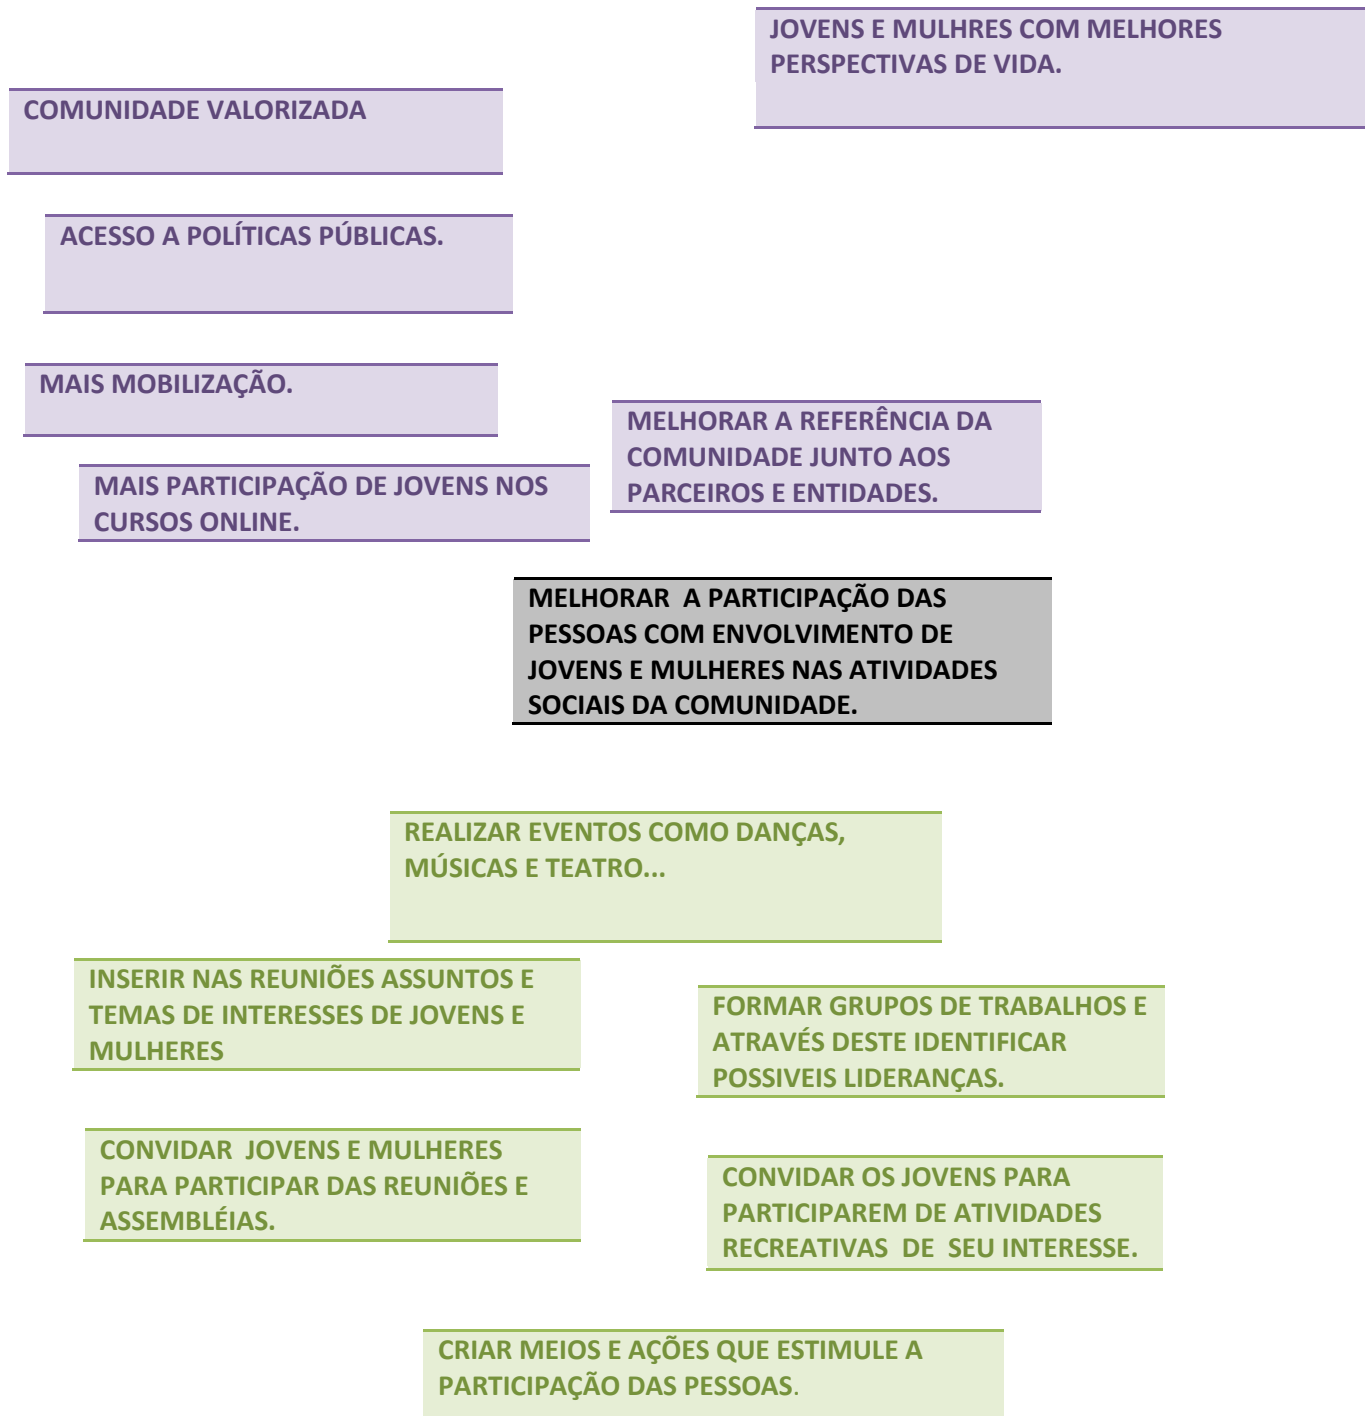 JOVENS E MULHRES COM MELHORES
PERSPECTIVAS DE VIDA.
COMUNIDADE VALORIZADA
ACESSO A POLÍTICAS PÚBLICAS.
MAIS MOBILIZAÇÃO.
MELHORAR A REFERÊNCIA DA
COMUNIDADE JUNTO AOS
PARCEIROS E ENTIDADES.
MAIS PARTICIPAÇÃO DE JOVENS NOS
CURSOS ONLINE.
MELHORAR  A PARTICIPAÇÃO DAS
PESSOAS COM ENVOLVIMENTO DE
JOVENS E MULHERES NAS ATIVIDADES
SOCIAIS DA COMUNIDADE.
REALIZAR EVENTOS COMO DANÇAS,
MÚSICAS E TEATRO...
INSERIR NAS REUNIÕES ASSUNTOS E
TEMAS DE INTERESSES DE JOVENS E
MULHERES
FORMAR GRUPOS DE TRABALHOS E
ATRAVÉS DESTE IDENTIFICAR
POSSIVEIS LIDERANÇAS.
CONVIDAR  JOVENS E MULHERES
PARA PARTICIPAR DAS REUNIÕES E
ASSEMBLÉIAS.
CONVIDAR OS JOVENS PARA
PARTICIPAREM DE ATIVIDADES
RECREATIVAS  DE  SEU INTERESSE.
CRIAR MEIOS E AÇÕES QUE ESTIMULE A
PARTICIPAÇÃO DAS PESSOAS.